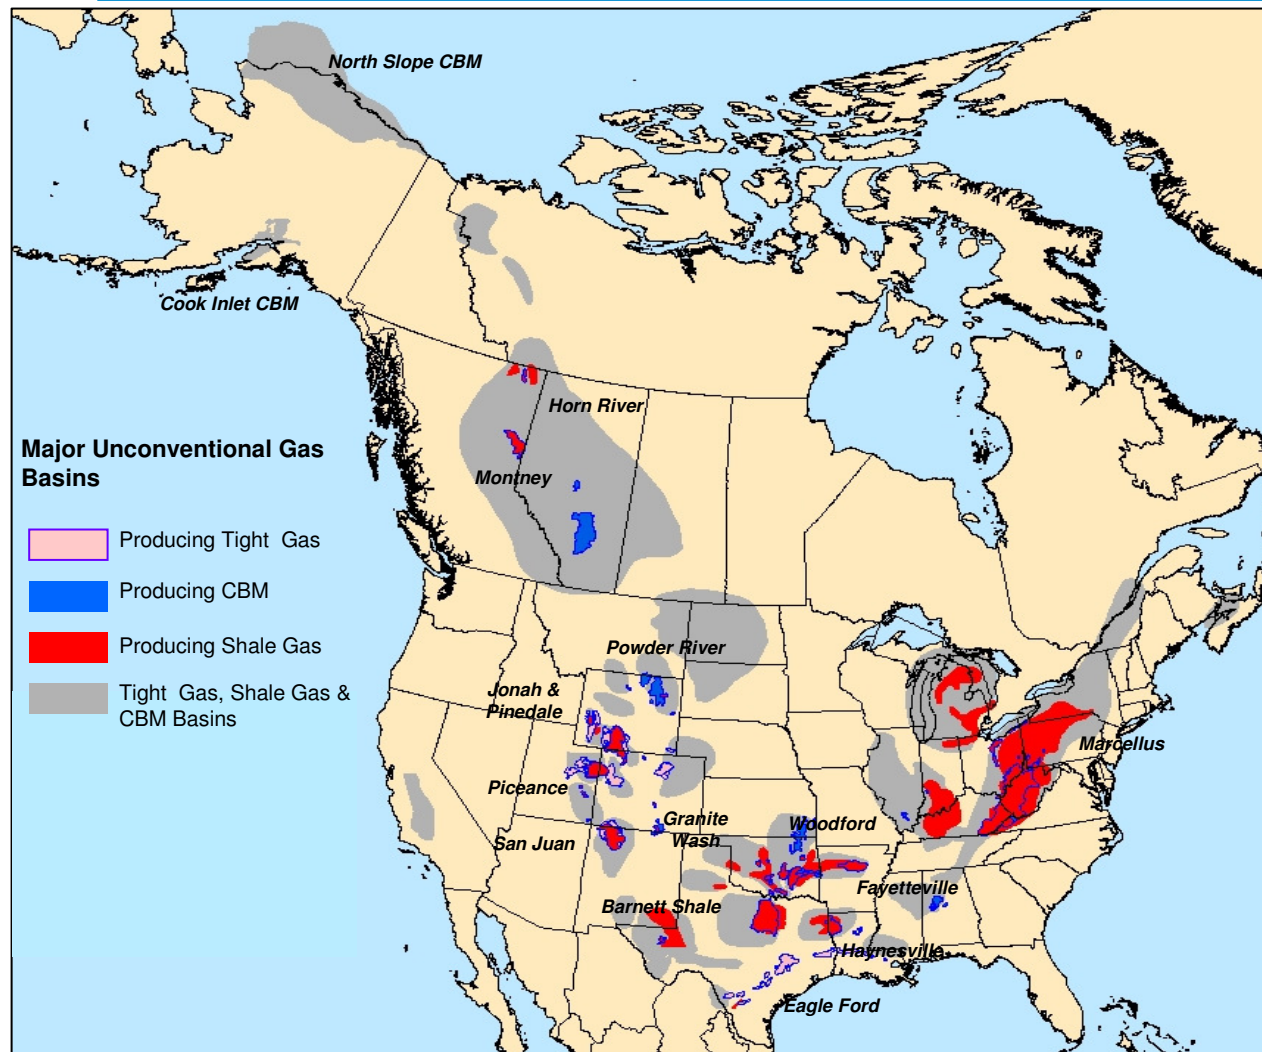 North Slope CBM
Cook Inlet CBM
Horn River
Montney
Major Unconventional Gas
Basins
Producing Tight Gas
Producing CBM
Producing Shale Gas
Tight Gas, Shale Gas &
CBM Basins
Powder River
Jonah &
Pinedale
Marcellus
Piceance
Granite
Wash
Woodford
San Juan
Fayetteville
Barnett Shale
Haynesville
Eagle Ford